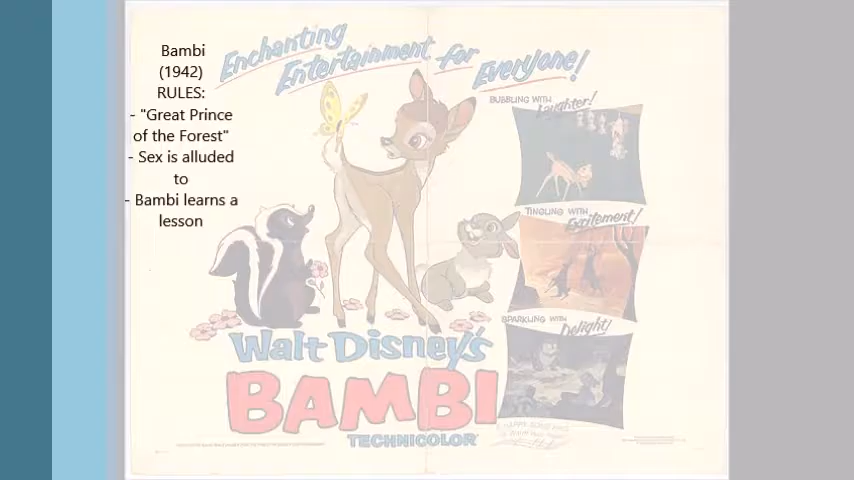 Bambi
(1942)
RULES:
- "Great Prince
of the Forest"
- Sex is alluded
to
- Bambi learns a
lesson
Enchanting
Entertainment for
Everyone!
BUBBLING WITH
Laughter!
TINGLING WITH
Excitement!
SPARKLING WITH
Delight!
Walt Disney's
BAMBI
TECHNICOLOR